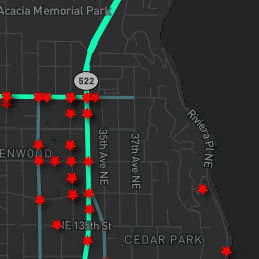 Acacia Memorial Park
522
Riviera Pl NE
35th Ave NE
37th Ave NE
ENWOOD
NE 135th St
CEDAR PARK